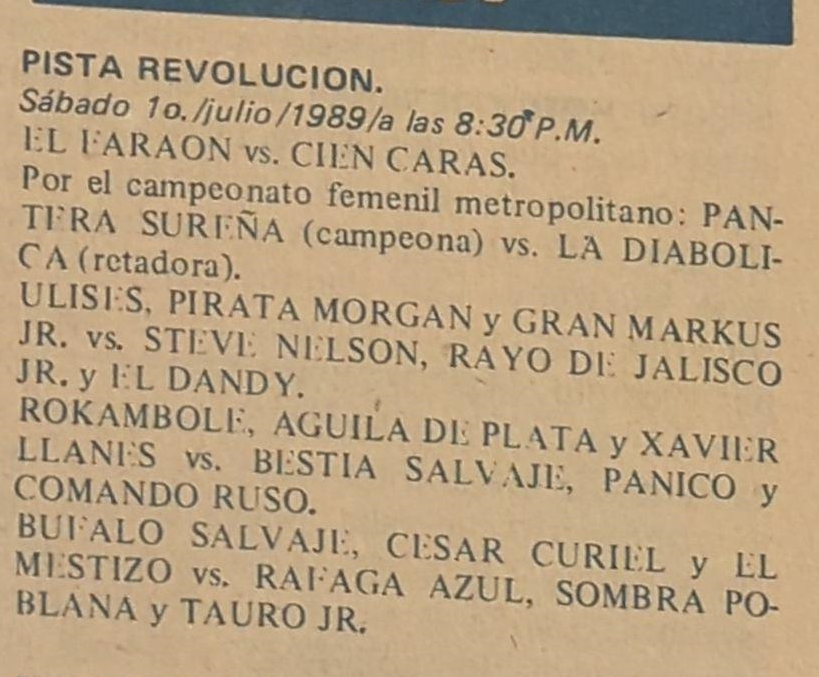 PISTA REVOLUCION.
Sábado 1o./julio/1989/a las 8:30 P.M.
EL FARAON vs. CIEN CARAS.
Por el campeonato femenil metropolitano: PAN-
TERA SUREÑA (campeona) vs. LA DIABOLI-
CA (retadora).
ULISES, PIRATA MORGAN y GRAN MARKUS
JR. vs. STEVE NELSON, RAYO DE JALISCO
JR. y EL DANDY.
ROKAMBOLE, AGUILA DE PLATA y XAVIER
LLANES vs. BESTIA SALVAJE, PANICO y
COMANDO RUSO.
BUFALO SALVAJE, CESAR CURIEL y EL
MESTIZO vs. RAFAGA AZUL, SOMBRA PO-
BLANA y TAURO JR.